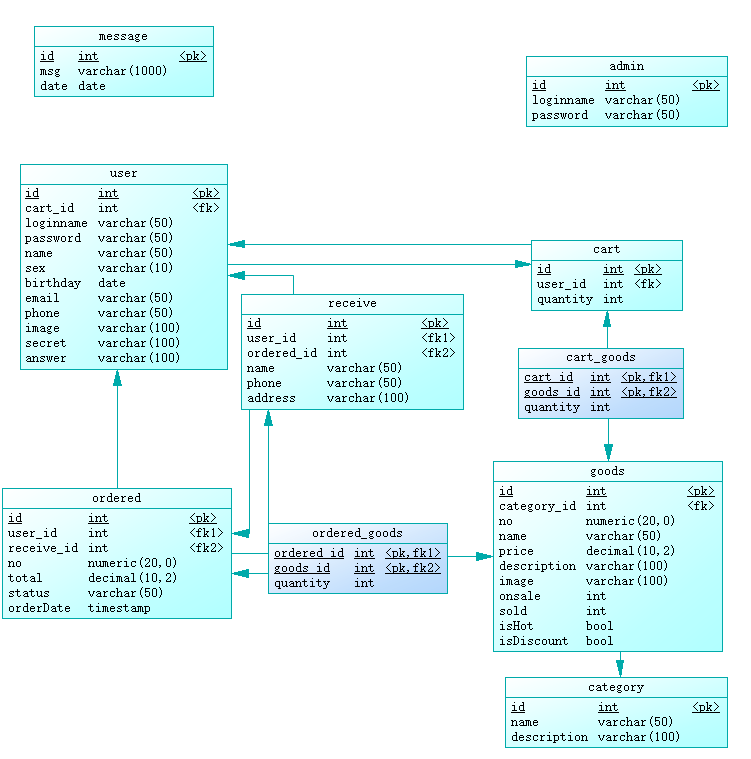 message
id int <pk>
msg varchar(1000)
date date
admin
id int <pk>
loginname varchar(50)
password varchar(50)
user
id int <pk>
cart_id int <fk>
loginname varchar(50)
password varchar(50)
name varchar(50)
sex varchar(10)
birthday date
email varchar(50)
phone varchar(50)
image varchar(100)
secret varchar(100)
answer varchar(100)
cart
id int <pk>
user_id int <fk>
quantity int
receive
id int <pk>
user_id int <fk1>
ordered_id int <fk2>
name varchar(50)
phone varchar(50)
address varchar(100)
cart_goods
cart_id int <pk,fk1>
goods_id int <pk,fk2>
quantity int
goods
id int <pk>
category_id int <fk>
no numeric(20,0)
name varchar(50)
price decimal(10,2)
description varchar(100)
image varchar(100)
onsale int
sold int
isHot bool
isDiscount bool
ordered
id int <pk>
user_id int <fk1>
receive_id int <fk2>
no numeric(20,0)
total decimal(10,2)
status varchar(50)
orderDate timestamp
ordered_goods
ordered_id int <pk,fk1>
goods_id int <pk,fk2>
quantity int
category
id int <pk>
name varchar(50)
description varchar(100)